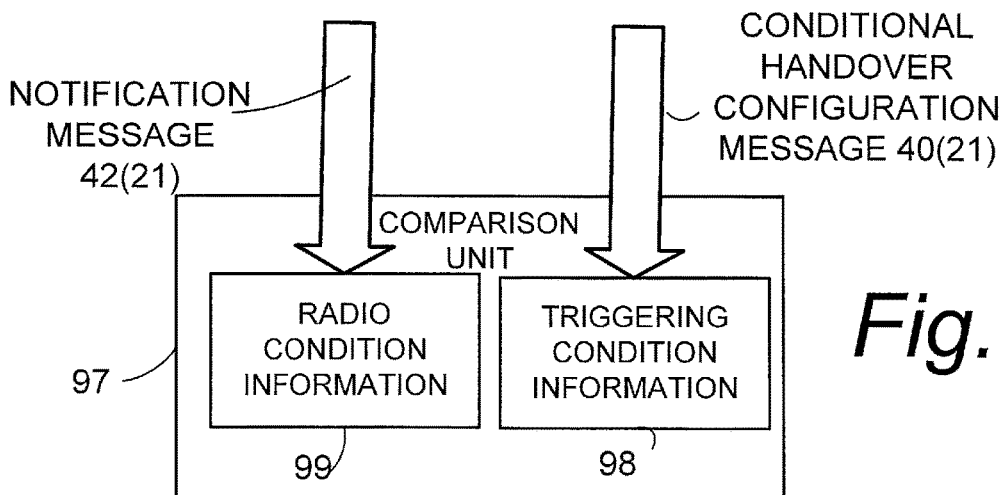 NOTIFICATION
MESSAGE
42(21)
CONDITIONAL
HANDOVER
CONFIGURATION
MESSAGE 40(21)
COMPARISON
UNIT
RADIO
CONDITION
INFORMATION
TRIGGERING
CONDITION
INFORMATION
97
99
98
Fig.